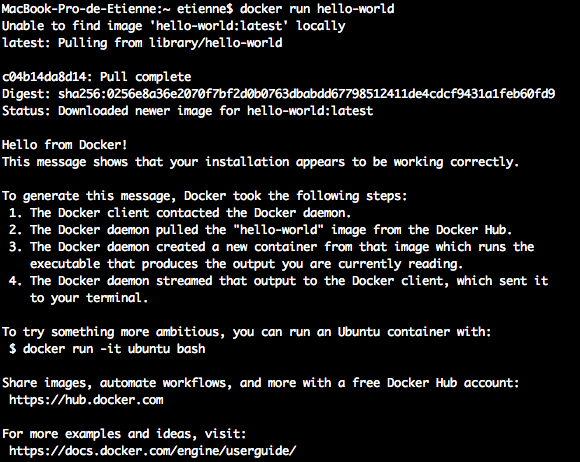 MacBook-Pro-de-Etienne:~ etienne$ docker run hello-world
Unable to find image 'hello-world:latest' locally
latest: Pulling from library/hello-world
c04b14da8d14: Pull complete
Digest: sha256:0256e8a36e2070f7bf2d0b0763dbabdd67798512411de4cdcf9431a1feb60fd9
Status: Downloaded newer image for hello-world:latest
Hello from Docker!
This message shows that your installation appears to be working correctly.
To generate this message, Docker took the following steps:
1. The Docker client contacted the Docker daemon.
2. The Docker daemon pulled the "hello-world" image from the Docker Hub.
3. The Docker daemon created a new container from that image which runs the
executable that produces the output you are currently reading.
4. The Docker daemon streamed that output to the Docker client, which sent it
to your terminal.
To try something more ambitious, you can run an Ubuntu container with:
$ docker run -it ubuntu bash
Share images, automate workflows, and more with a free Docker Hub account:
https://hub.docker.com
For more examples and ideas, visit:
https://docs.docker.com/engine/userguide/